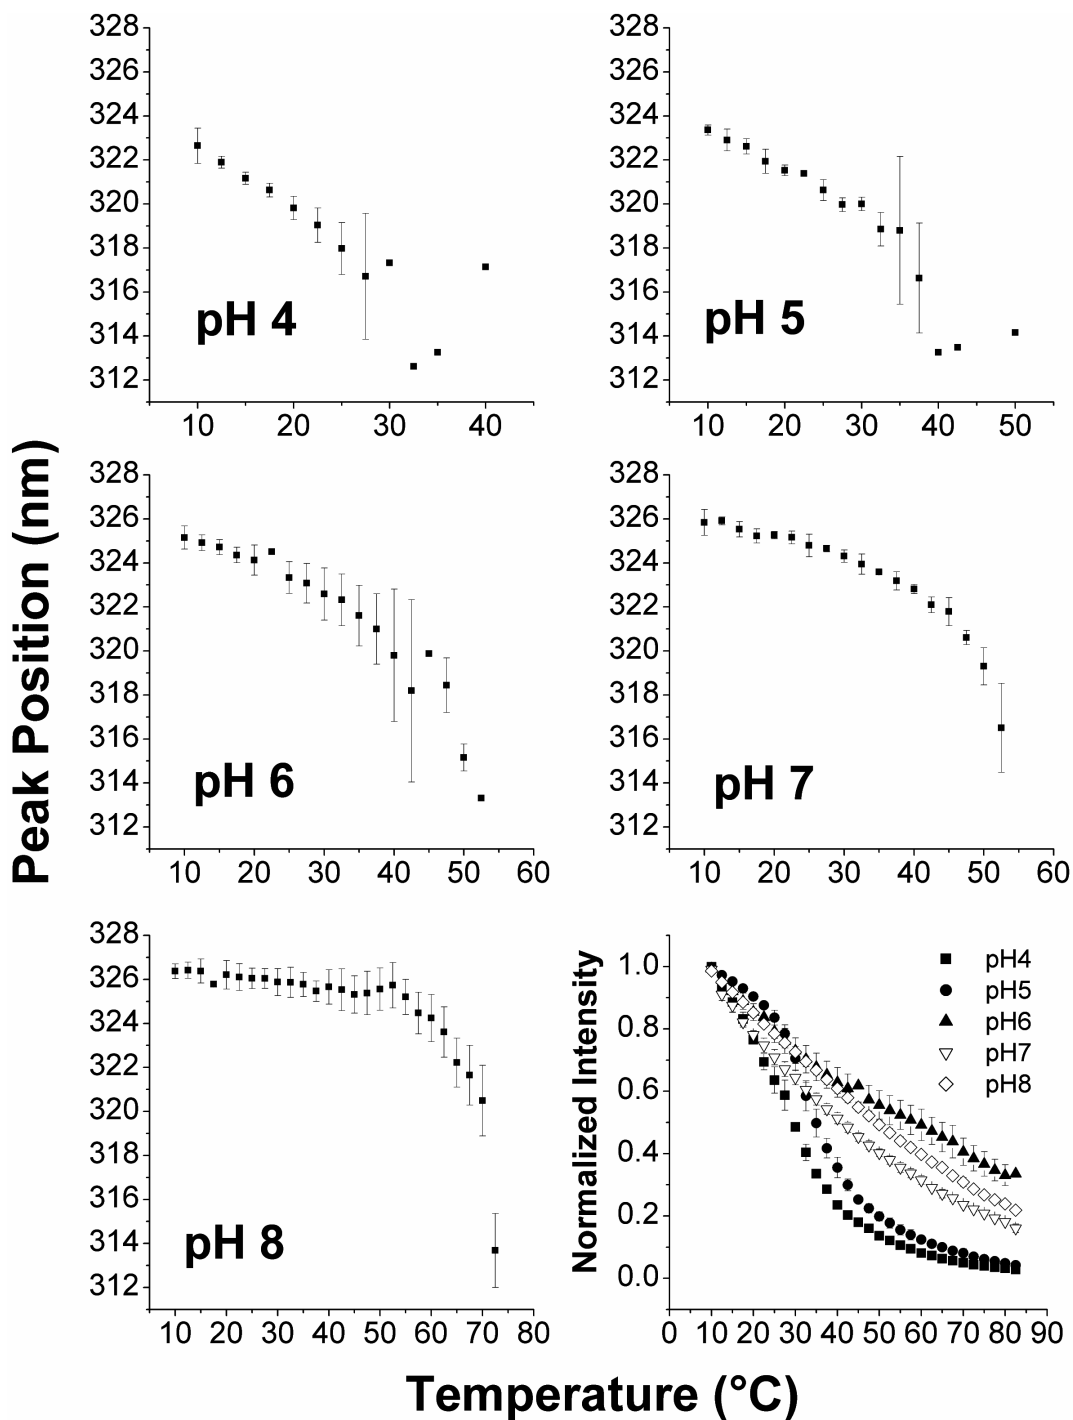 328
326
324
322
320
318
316
314
312
10 20 30 40
pH 4
328
326
324
322
320
318
316
314
312
10 20 30 40 50
pH 5
Peak Position (nm)
328
326
324
322
320
318
316
314
312
10 20 30 40 50 60
pH 6
328
326
324
322
320
318
316
314
312
10 20 30 40 50 60
pH 7
328
326
324
322
320
318
316
314
312
10 20 30 40 50 60 70 80
pH 8
Normalized Intensity
1.0
0.8
0.6
0.4
0.2
0.0
0 10 20 30 40 50 60 70 80 90
pH4
pH5
pH6
pH7
pH8
Temperature (°C)